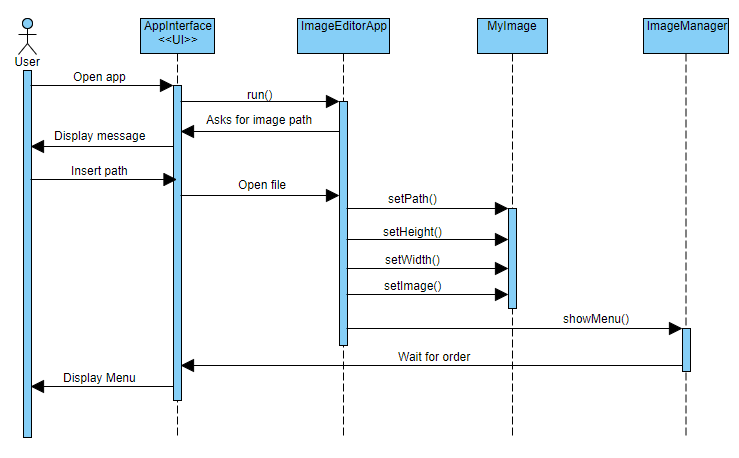 AppInterface
<<UI>>
ImageEditorApp
MyImage
ImageManager
User
Open app
run()
Asks for image path
Display message
Insert path
Open file
setPath()
setHeight()
setWidth()
setImage()
showMenu()
Wait for order
Display Menu